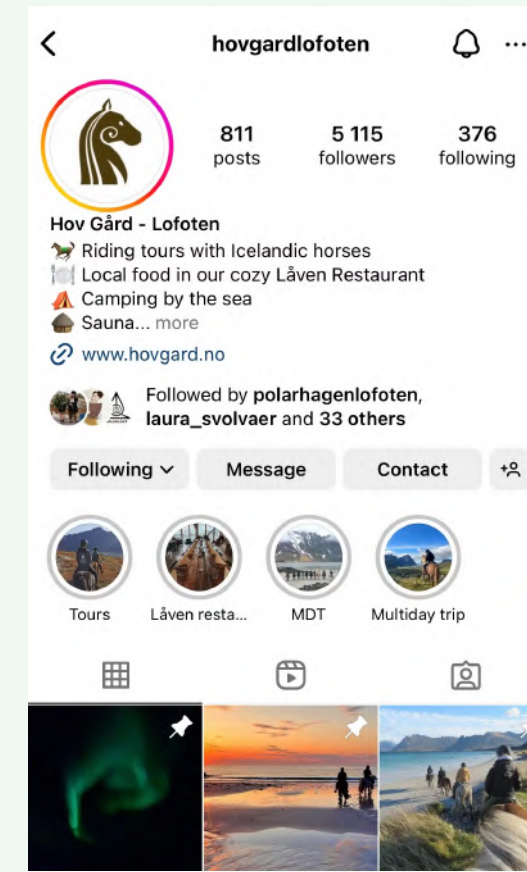 hovgardlofoten
811 5 115 376
posts followers following
Hov Gård - Lofoten
Riding tours with Icelandic horses
Local food in our cozy Låven Restaurant
Camping by the sea
Sauna... more
www.hovgard.no
Followed by polarhagenlofoten,
laura_svolvaer and 33 others
Following Message Contact
Tours Låven resta... MDT Multiday trip